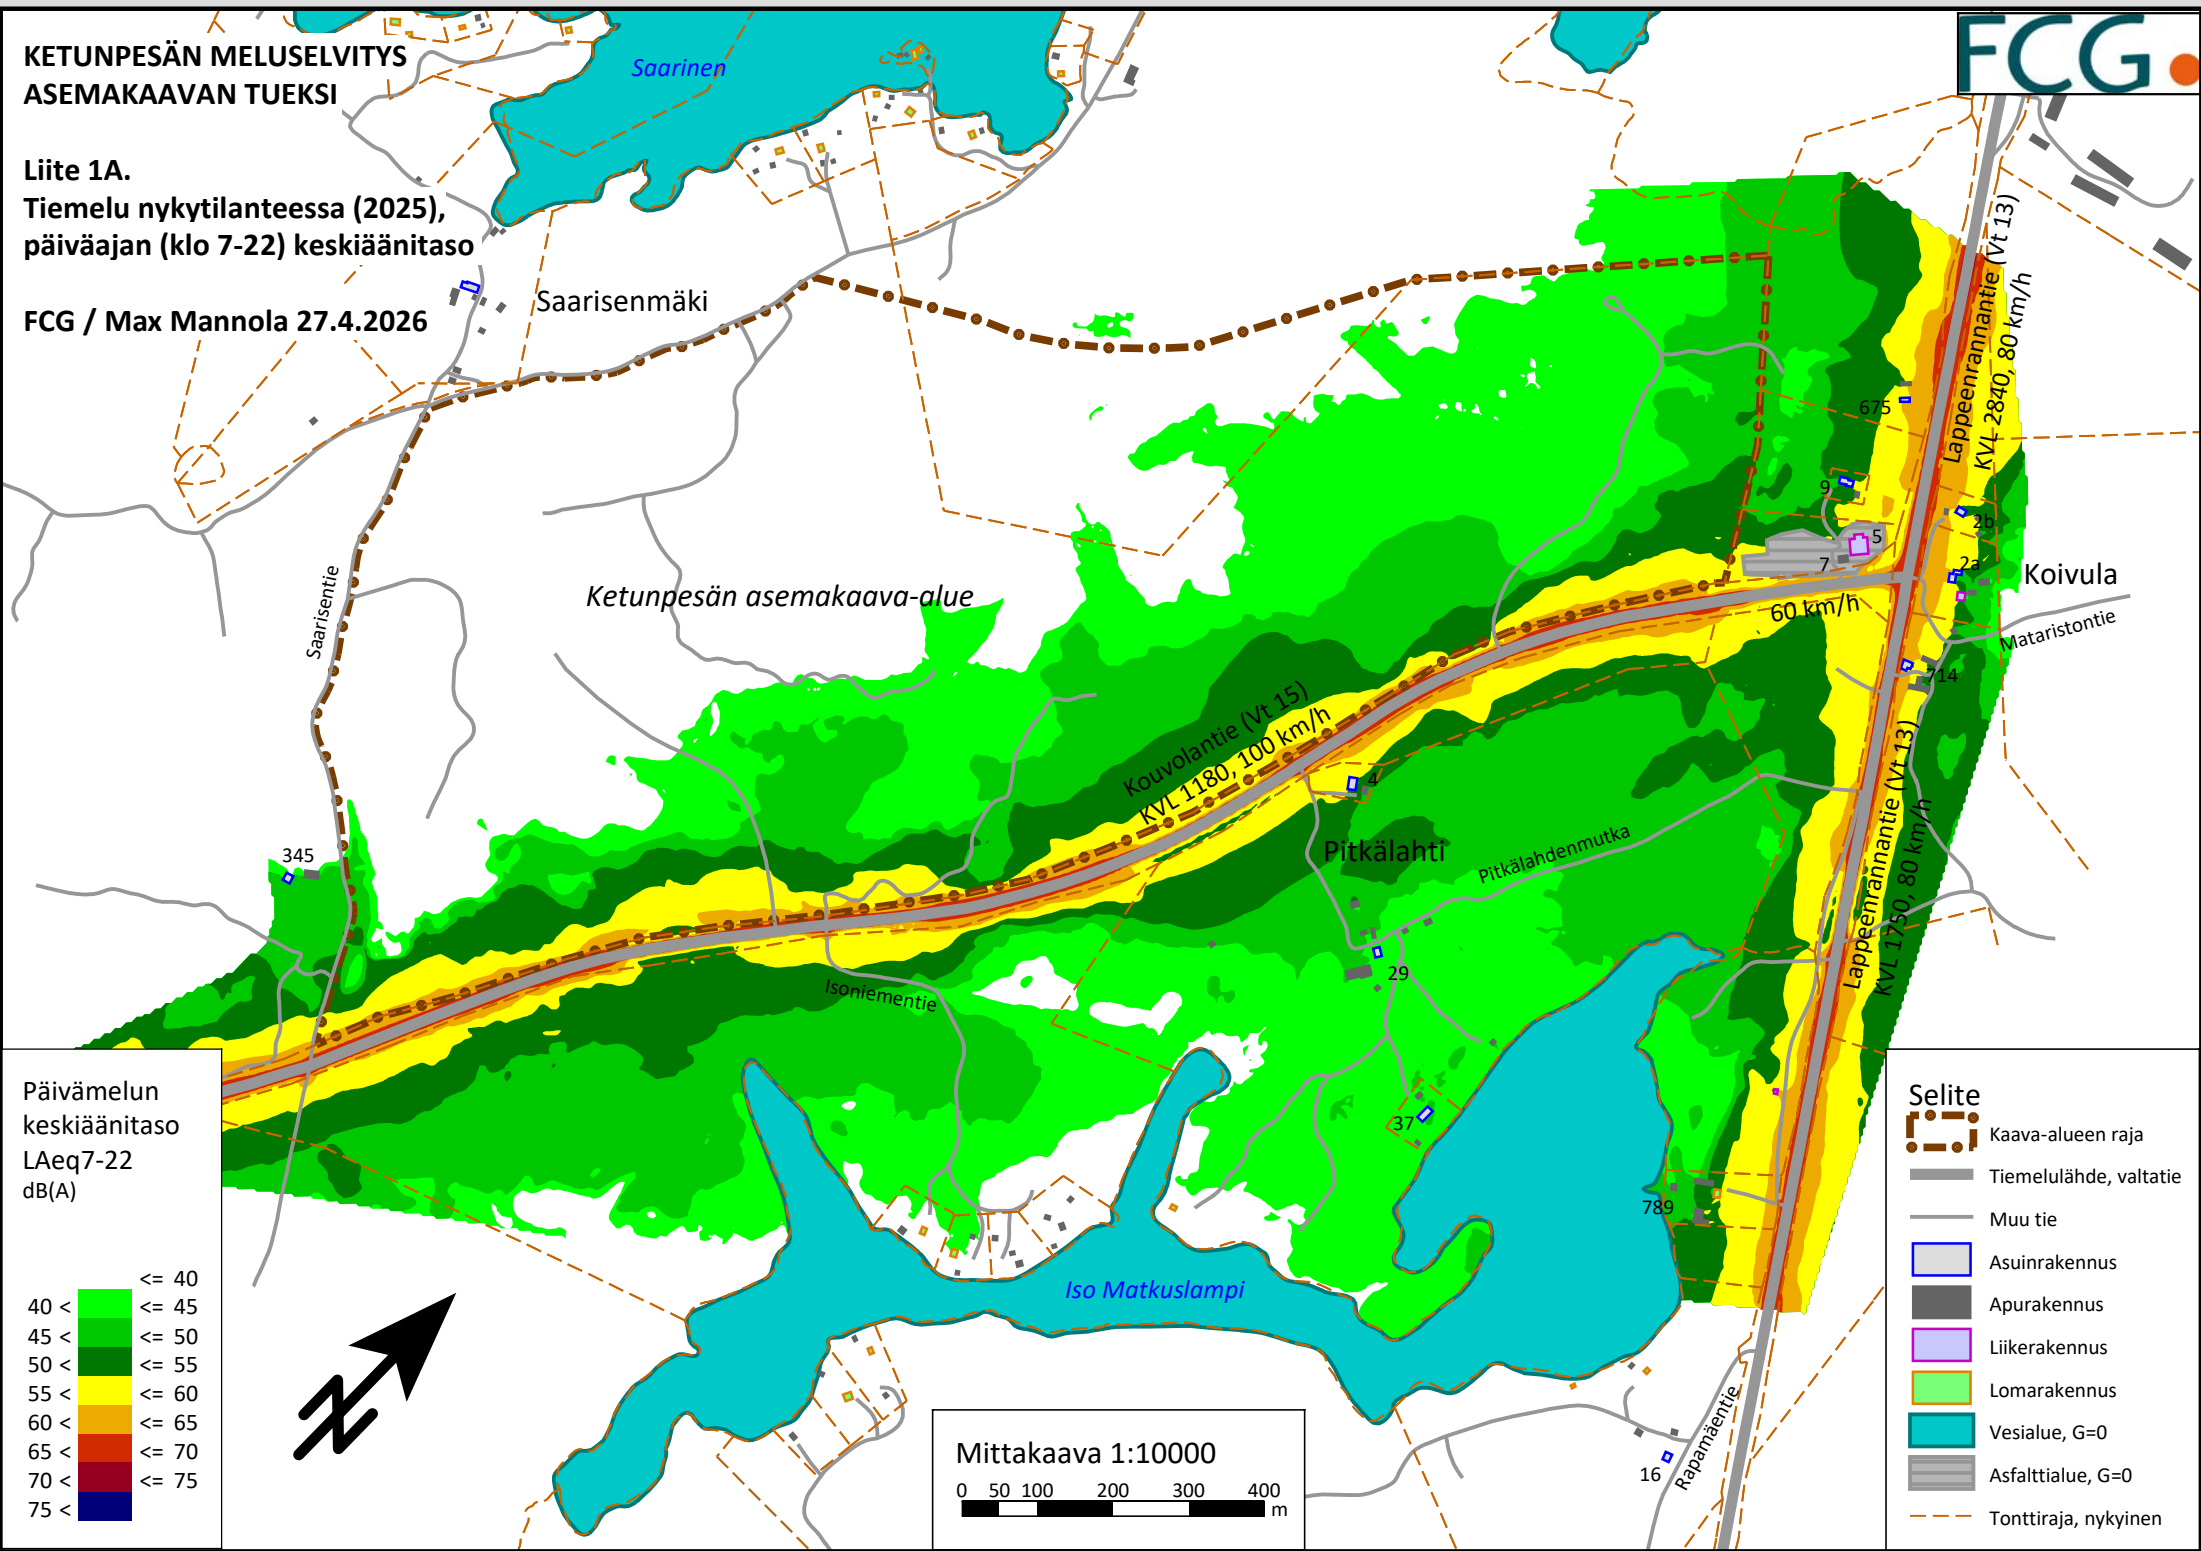 KETUNPESÄN MELUSELVITYS
ASEMAKAAVAN TUEKSI
Liite 1A.
Tiemelu nykytilanteessa (2025),
päiväajan (klo 7-22) keskiäänitaso
FCG / Max Mannola 27.4.2026
FCG
Saarinen
Saarisenmäki
Lappeenrannantie (Vt 13)
KVL 2840, 80 km/h
675
9
2b
5
7
2a
Koivula
60 km/h
Mataristontie
714
Ketunpesän asemakaava-alue
Saarisentie
Kouvolantie (Vt 15)
KVL 1180, 100 km/h
4
Pitkälahti
Pitkälahdenmutka
Lappeenrannantie (Vt 13)
KVL 1750, 80 km/h
345
29
Isoniementie
37
789
Iso Matkuslampi
16
Rapamäentie
Päivämelun
keskiäänitaso
LAeq7-22
dB(A)
<= 40
40 < <= 45
45 < <= 50
50 < <= 55
55 < <= 60
60 < <= 65
65 < <= 70
70 < <= 75
75 <
Mittakaava 1:10000
0 50 100 200 300 400
m
Selite
Kaava-alueen raja
Tiemelulähde, valtatie
Muu tie
Asuinrakennus
Apurakennus
Liikerakennus
Lomarakennus
Vesialue, G=0
Asfalttialue, G=0
Tonttiraja, nykyinen